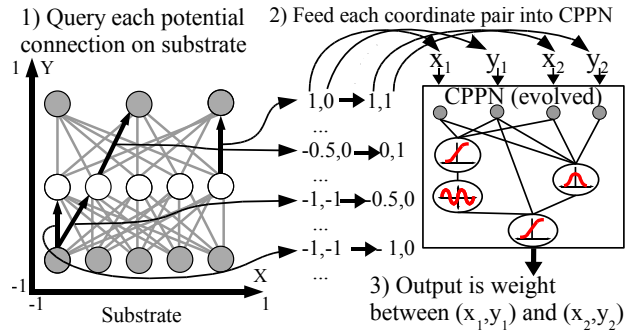 1) Query each potential
connection on substrate
2) Feed each coordinate pair into CPPN
1
Y
-1
-1
X
1
Substrate
1,0 1,1
...
-0.5,0 0,1
...
-1,-1 -0.5,0
...
-1,-1 - 1,0
...
x1 y1 x2 y2
CPPN (evolved)
3) Output is weight
between (x1,y1) and (x2,y2)